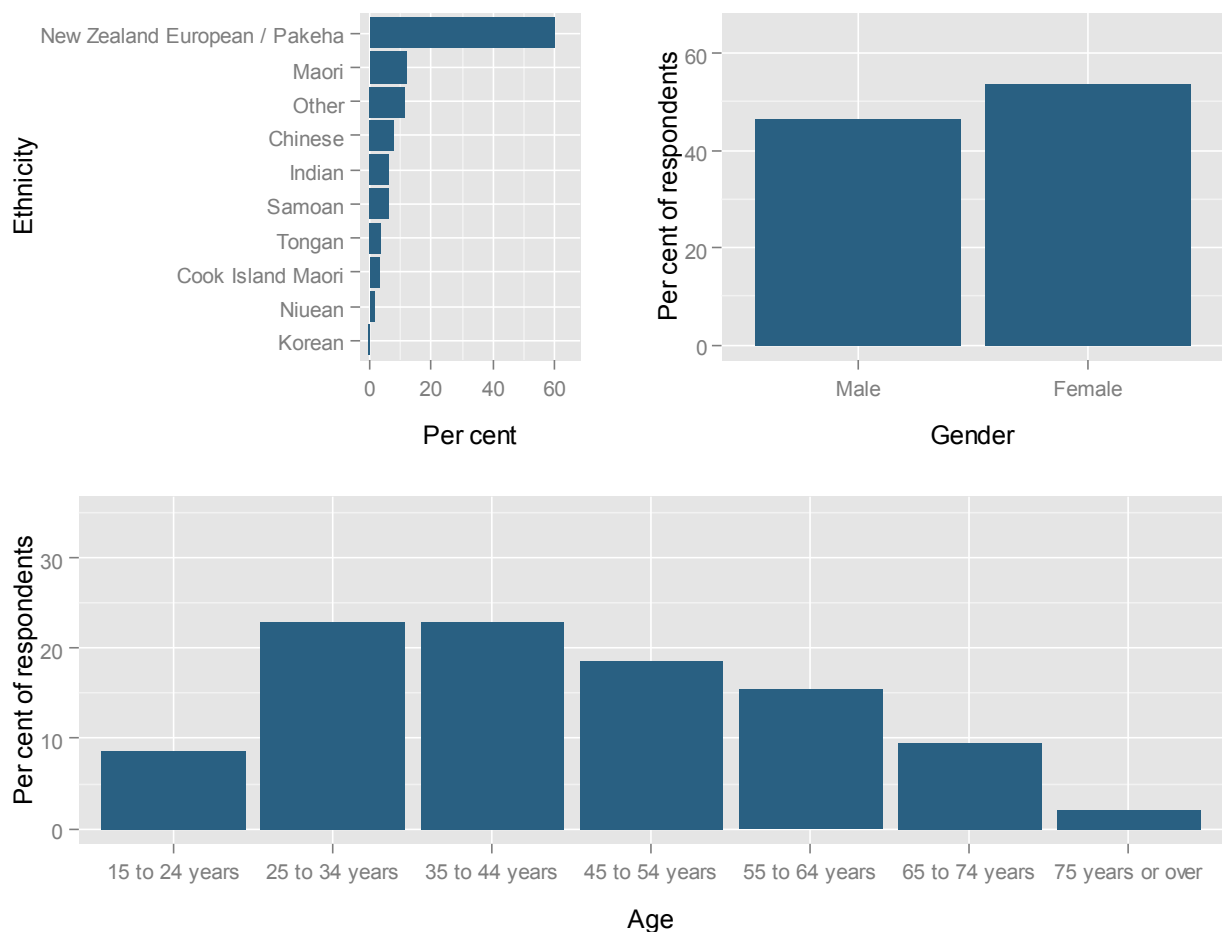 Ethnicity
New Zealand European / Pakeha
Maori
Other
Chinese
Indian
Samoan
Tongan
Cook Island Maori
Niuean
Korean
0 20 40 60
Per cent
Per cent of respondents
60
40
20
0
Male Female
Gender
Per cent of respondents
30
20
10
0
15 to 24 years 25 to 34 years 35 to 44 years 45 to 54 years 55 to 64 years 65 to 74 years 75 years or over
Age